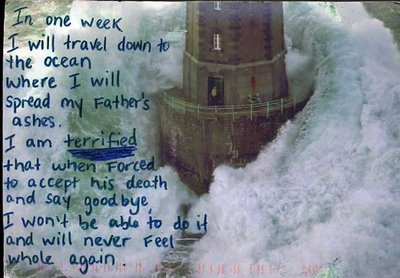 In one week
I will travel down to
the ocean
where I will
spread my Father's
ashes.
I am terrified
that when forced
to accept his death
and say goodbye,
I won't be able to do it
and will never feel
whole again.